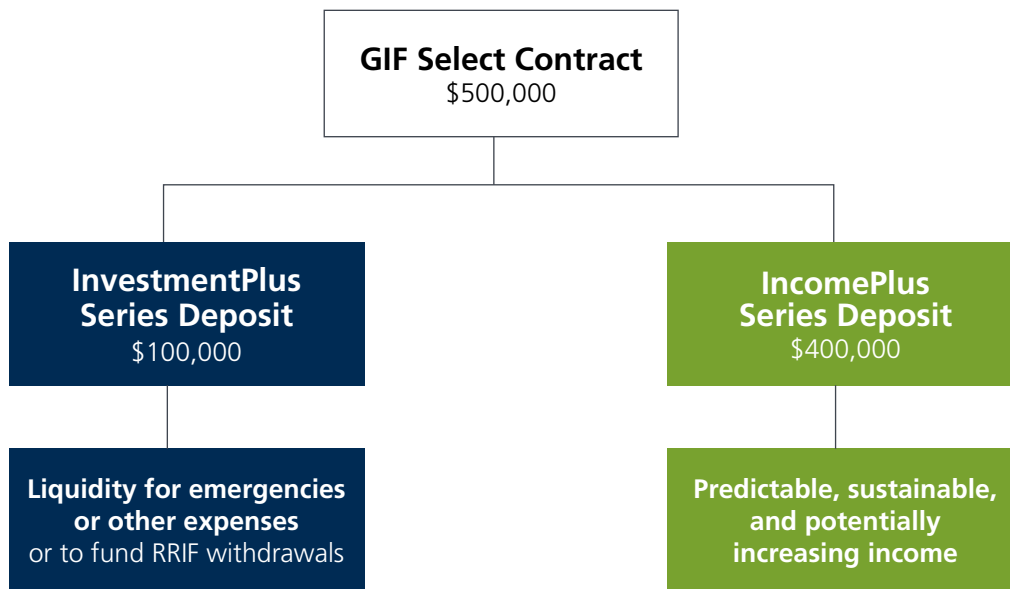 GIF Select Contract
$500,000
InvestmentPlus
Series Deposit
$100,000
IncomePlus
Series Deposit
$400,000
Liquidity for emergencies
or other expenses
or to fund RRIF withdrawals
Predictable, sustainable,
and potentially
increasing income